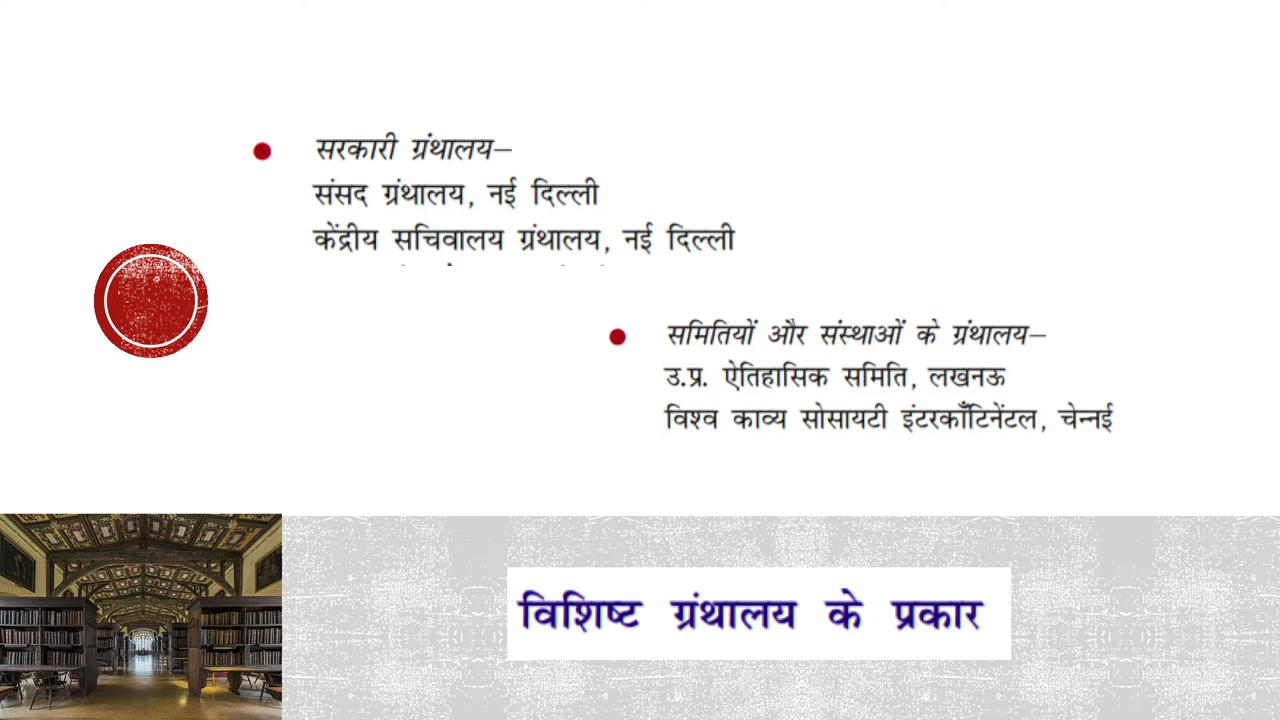 सरकारी ग्रंथालय–
संसद ग्रंथालय, नई दिल्ली
केंद्रीय सचिवालय ग्रंथालय, नई दिल्ली
समितियों और संस्थाओं के ग्रंथालय–
उ.प्र. ऐतिहासिक समिति, लखनऊ
विश्व काव्य सोसायटी इंटरकाँटिनेंटल, चेन्नई
विशिष्ट ग्रंथालय के प्रकार